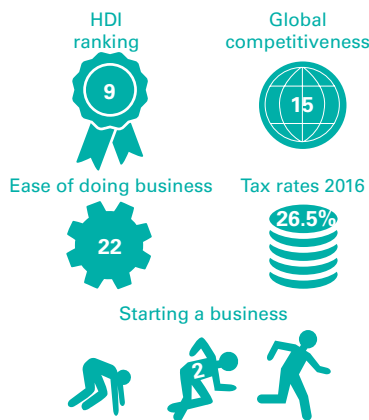 HDI
ranking
9
Global
competitiveness
15
Ease of doing business
22
Tax rates 2016
26.5%
Starting a business
2